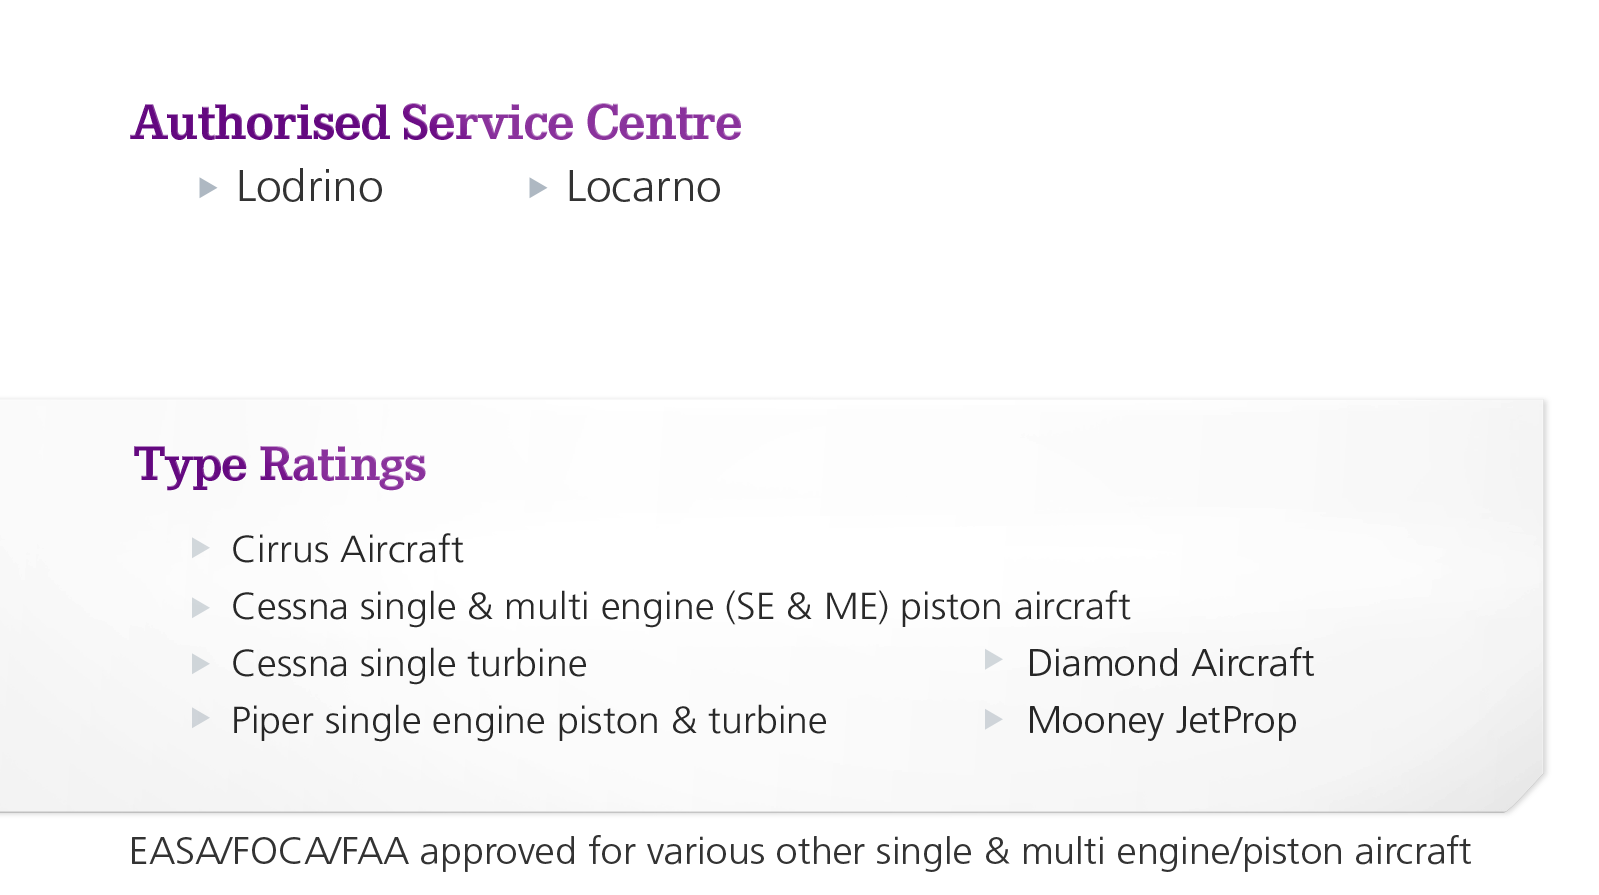 Authorised Service Centre
Lodrino
Locarno
Type Ratings
Cirrus Aircraft
Cessna single & multi engine (SE & ME) piston aircraft
Cessna single turbine
Piper single engine piston & turbine
Diamond Aircraft
Mooney JetProp
EASA/FOCA/FAA approved for various other single & multi engine/piston aircraft